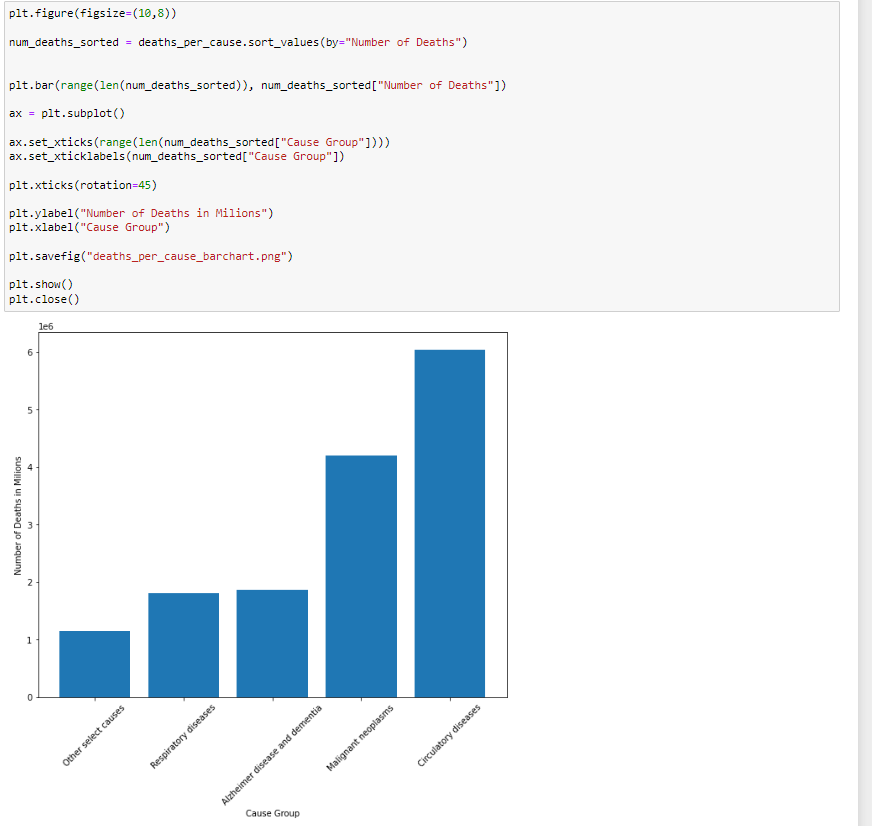 plt.figure(figsize=(10,8))
num_deaths_sorted = deaths_per_cause.sort_values(by="Number of Deaths")
plt.bar(range(len(num_deaths_sorted)), num_deaths_sorted["Number of Deaths"])
ax = plt.subplot()
ax.set_xticks(range(len(num_deaths_sorted["Cause Group"])))
ax.set_xticklabels(num_deaths_sorted["Cause Group"])
plt.xticks(rotation=45)
plt.ylabel("Number of Deaths in Milions")
plt.xlabel("Cause Group")
plt.savefig("deaths_per_cause_barchart.png")
plt.show()
plt.close()
1e6
6
5
4
3
2
1
0
Number of Deaths in Milions
Other select causes
Respiratory diseases
Alzheimer disease and dementia
Malignant neoplasms
Circulatory diseases
Cause Group